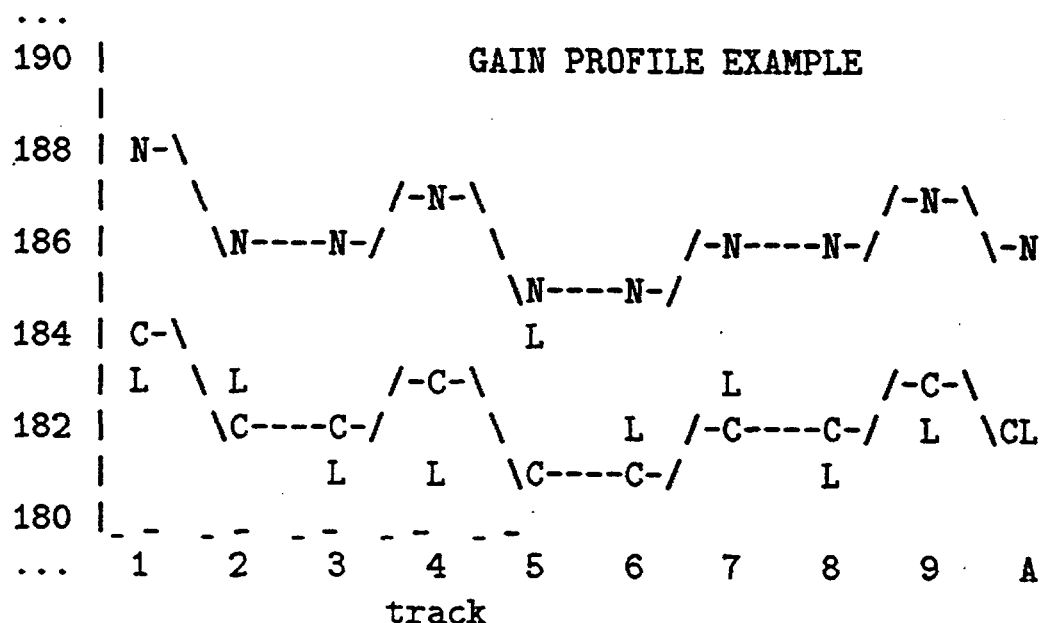 ...
190 |                  GAIN PROFILE EXAMPLE
    |
188 | N-\
    |    \         /-N-\                    /-N-\
186 |     \N----N-/     \         /-N----N-/     \-N
    |                    \N----N-/
184 | C-\                 L
    | L  \ L        /-C-\           L        /-C-\
182 |     \C----C-/     \     L  /-C----C-/  L  \CL
    |          L    L    \C----C-/        L
180 |_ - _ - _ - _ - _ -
... 1 2 3 4 5 6 7 8 9 A
track